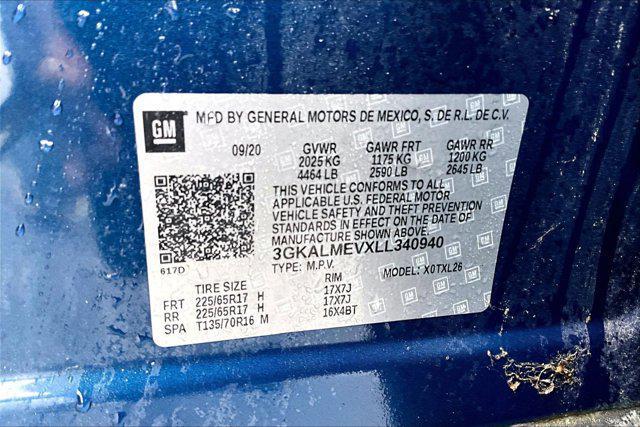 GM MFD BY GENERAL MOTORS DE MEXICO, S. DE R.L. DE C.V.
09/20 GVWR GAWR FRT GAWR RR
2025 KG 1175 KG 1200 KG
4464 LB 2590 LB 2645 LB
THIS VEHICLE CONFORMS TO ALL
APPLICABLE U.S. FEDERAL MOTOR
VEHICLE SAFETY AND THEFT PREVENTION
STANDARDS IN EFFECT ON THE DATE OF
MANUFACTURE SHOWN ABOVE.
3GKALMEVXLL340940
617D TYPE: M.P.V. MODEL: X0TXL26
TIRE SIZE RIM
FRT 225/65R17 H 17X7J
RR 225/65R17 H 17X7J
SPA T135/70R16 M 16X4BT